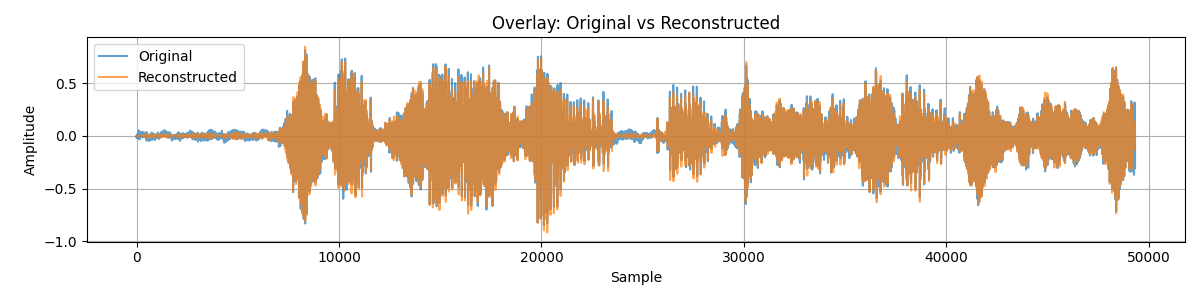 Overlay: Original vs Reconstructed
Original
Reconstructed
Amplitude
0.5
0.0
−0.5
−1.0
0 10000 20000 30000 40000 50000
Sample